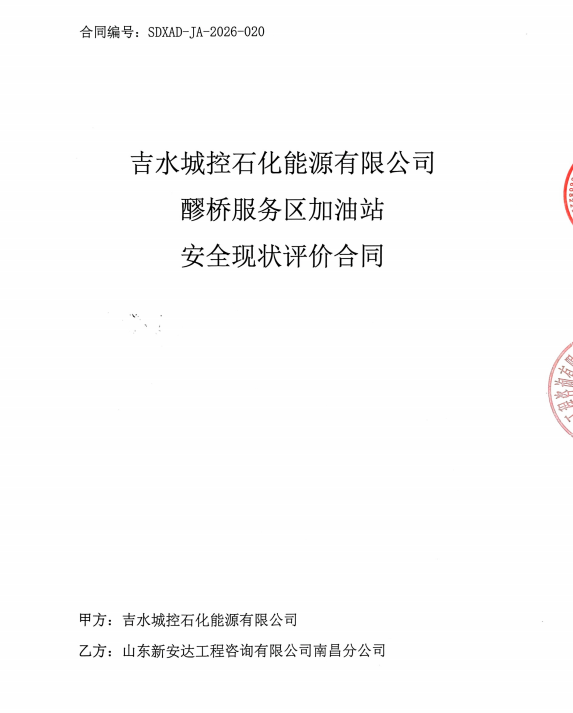 合同编号：SDXAD-JA-2026-020
吉水城控石化能源有限公司
醪桥服务区加油站
安全现状评价合同
甲方：吉水城控石化能源有限公司
乙方：山东新安达工程咨询有限公司南昌分公司